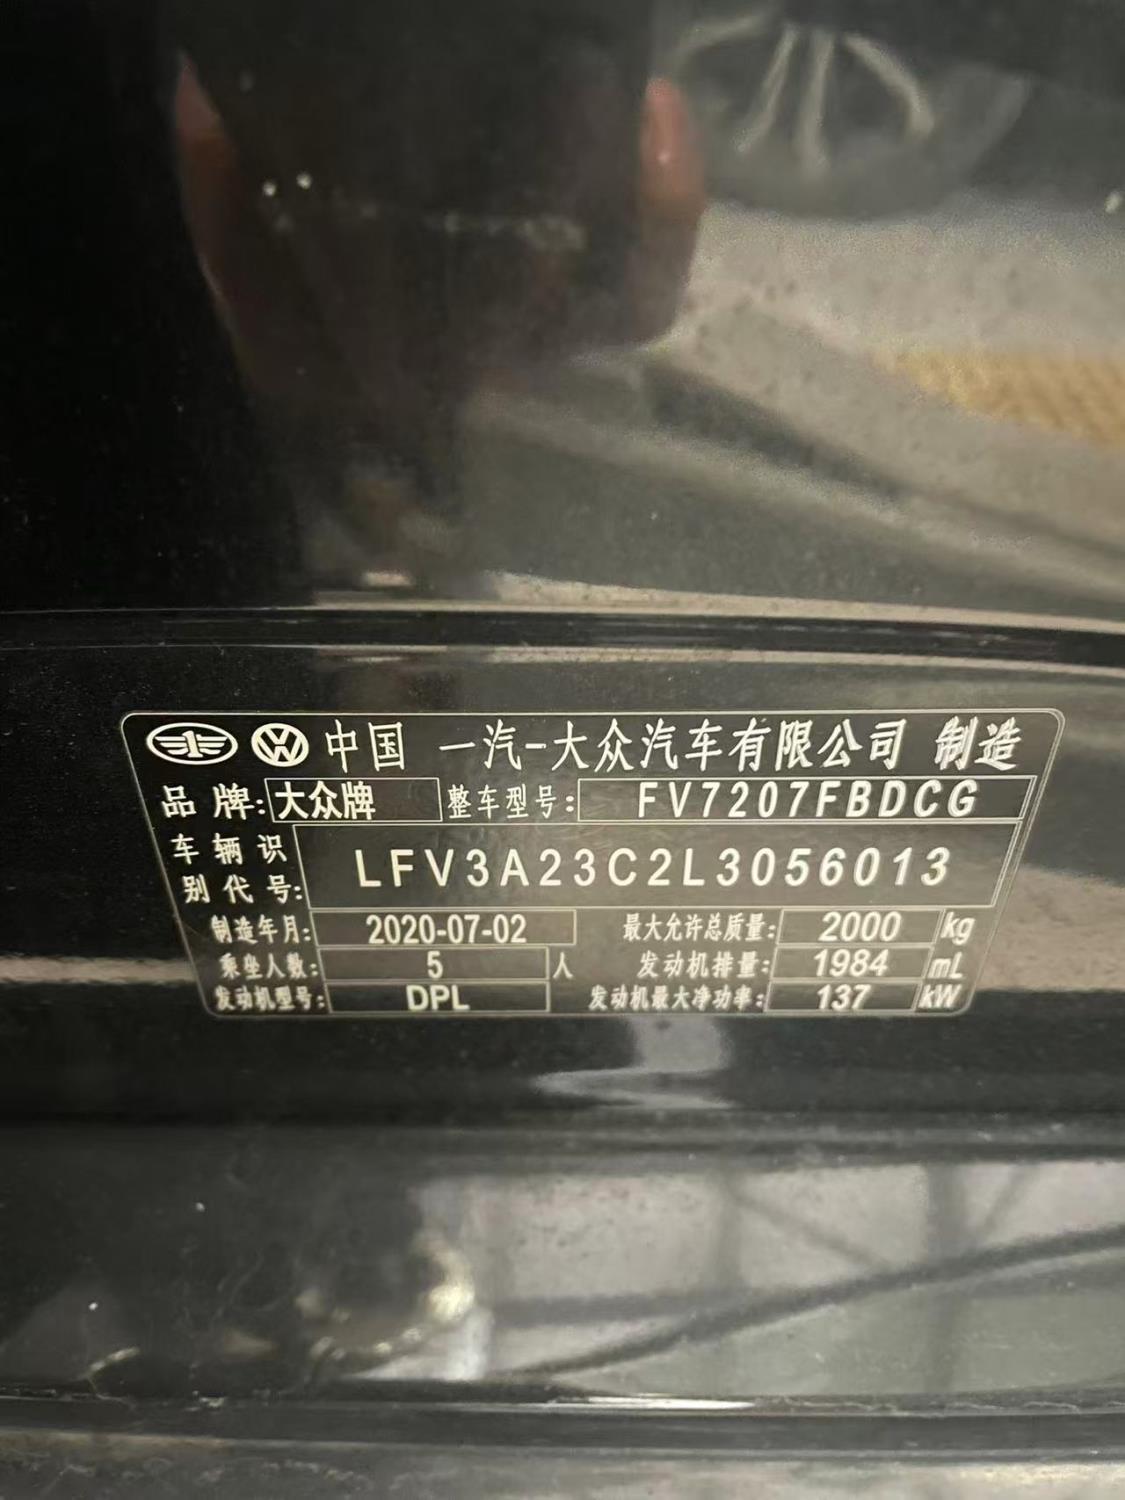 中国 一汽-大众汽车有限公司 制造
品牌: 大众牌 整车型号: FV7207FBDCG
车辆识
别代号: LFV3A23C2L3056013
制造年月: 2020-07-02 最大允许总质量: 2000 kg
乘坐人数: 5 人 发动机排量: 1984 mL
发动机型号: DPL 发动机最大净功率: 137 kW